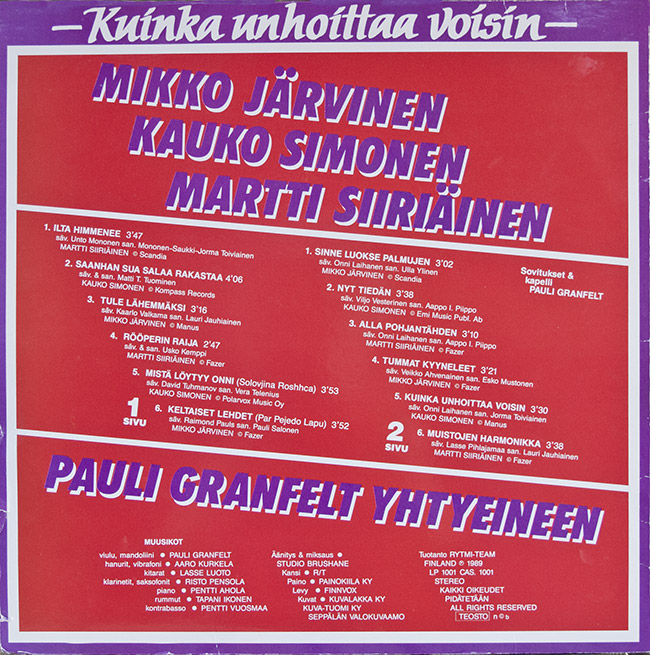 Kuinka unhoittaa voisin
MIKKO JÄRVINEN
KAUKO SIMONEN
MARTTI SIIRIÄINEN
1. ILTA HIMMENEE 3'47
säv. Unto Mononen san. Mononen-Saukki-Jorma Toiviainen
MARTTI SIIRIÄINEN © Scandia
2. SAANHAN SUA SALAA RAKASTAA 4'06
säv. & san. Matti T. Tuominen
KAUKO SIMONEN © Kompass Records
3. TULE LÄHEMMÄKSI 3'16
säv. Kaarlo Valkama san. Lauri Jauhiainen
MIKKO JÄRVINEN © Manus
4. RÖÖPERIN RAIJA 2'47
säv. & san. Usko Kemppi
MARTTI SIIRIÄINEN © Fazer
5. MISTÄ LÖYTYY ONNI (Solovjina Roshhca) 3'53
säv. David Tuhmanov san. Vera Telenius
KAUKO SIMONEN © Polarvox Music Oy
6. KELTAISET LEHDET (Par Pejedo Lapu) 3'52
säv. Raimond Pauls san. Pauli Salonen
MIKKO JÄRVINEN © Fazer
1
SIVU
1. SINNE LUOKSE PALMUJEN 3'02
säv. Onni Laihanen san. Ulla Ylinen
MIKKO JÄRVINEN © Scandia
2. NYT TIEDÄN 3'38
säv. Viljo Vesterinen san. Aappo I. Piippo
KAUKO SIMONEN © Emi Music Publ. Ab
3. ALLA POHJANTÄHDEN 3'10
säv. Onni Laihanen san. Aappo I. Piippo
MARTTI SIIRIÄINEN © Fazer
4. TUMMAT KYYNELEET 3'21
säv. Veikko Ahvenainen san. Esko Mustonen
MIKKO JÄRVINEN © Fazer
5. KUINKA UNHOITTAA VOISIN 3'30
säv. Onni Laihanen san. Jorma Toiviainen
KAUKO SIMONEN © Manus
6. MUISTOJEN HARMONIKKA 3'38
säv. Lasse Pihlajamaa san. Lauri Jauhiainen
MARTTI SIIRIÄINEN © Fazer
2
SIVU
Sovitukset &
kapelli
PAULI GRANFELT
PAULI GRANFELT YHTYEINEEN
MUUSIKOT
viulu, mandoliini • PAULI GRANFELT
hanurit, vibrafoni • AARO KURKELA
kitarat • LASSE LUOTO
klarinetit, saksofonit • RISTO PENSOLA
piano • PENTTI AHOLA
rummut • TAPANI IKONEN
kontrabasso • PENTTI VUOSMAA
Äänitys & miksaus •
STUDIO BRUSHANE
Kansi • R/T
Paino • PAINOKIILA KY
Levy • FINNVOX
Kuvat • KUVALAKKA KY
KUVA-TUOMI KY
SEPPÄLÄN VALOKUVAAMO
Tuotanto RYTMI-TEAM
FINLAND ℗ 1989
LP 1001 CAS. 1001
STEREO
KAIKKI OIKEUDET
PIDÄTETÄÄN
ALL RIGHTS RESERVED
TEOSTO n©b